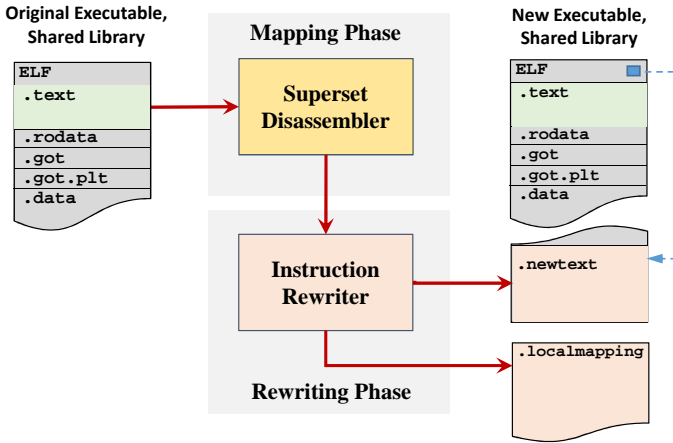 Original Executable,
Shared Library
ELF
.text
.rodata
.got
.got.plt
.data
Mapping Phase
Superset
Disassembler
Instruction
Rewriter
Rewriting Phase
New Executable,
Shared Library
ELF
.text
.rodata
.got
.got.plt
.data
.newtext
.localmapping